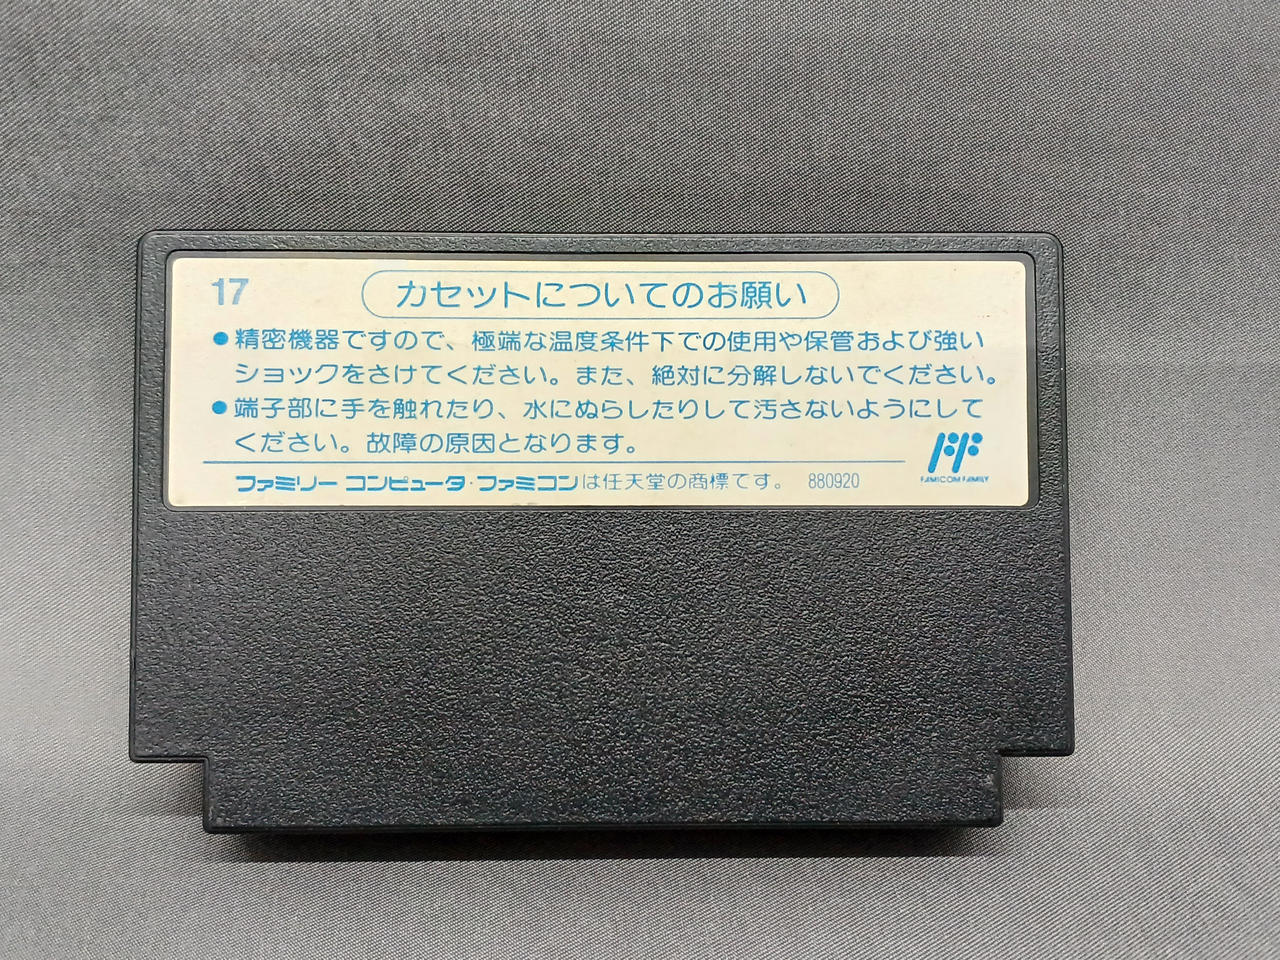 17
カセットについてのお願い
●精密機器ですので、極端な温度条件下での使用や保管および強い
ショックをさけてください。また、絶対に分解しないでください。
●端子部に手を触れたり、水にぬらしたりして汚さないようにして
ください。故障の原因となります。
FAMICOM FAMILY
ファミリー コンピュータ・ファミコンは任天堂の商標です。 880920